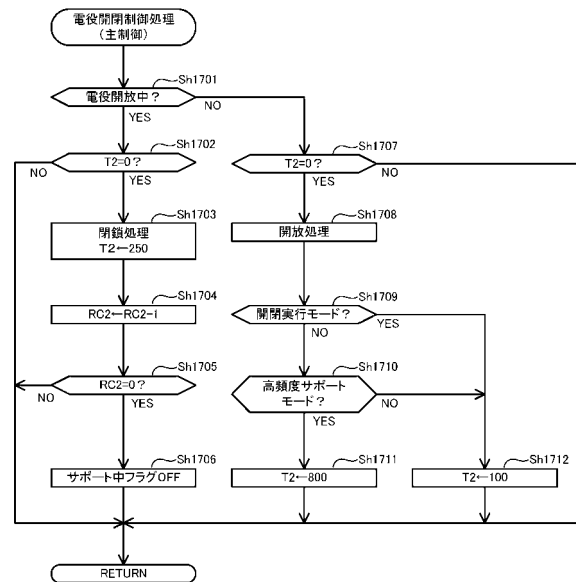 電役開閉制御処理
（主制御）
Sh1701
電役開放中？
NO
YES
Sh1702
T2=0？
NO
YES
Sh1707
T2=0？
NO
YES
Sh1703
閉鎖処理
T2←250
Sh1708
開放処理
Sh1704
RC2←RC2-1
Sh1709
開閉実行モード？
YES
NO
Sh1705
RC2=0？
NO
YES
Sh1710
高頻度サポート
モード？
NO
YES
Sh1706
サポート中フラグOFF
Sh1711
T2←800
Sh1712
T2←100
RETURN